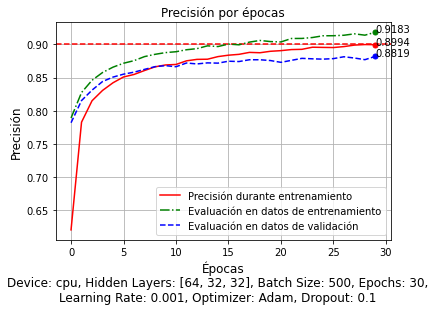 Precisión por épocas
0.9183
0.8994
0.8819
0.90
0.85
0.80
0.75
0.70
0.65
Precisión
Precisión durante entrenamiento
Evaluación en datos de entrenamiento
Evaluación en datos de validación
0 5 10 15 20 25 30
Épocas
Device: cpu, Hidden Layers: [64, 32, 32], Batch Size: 500, Epochs: 30,
Learning Rate: 0.001, Optimizer: Adam, Dropout: 0.1